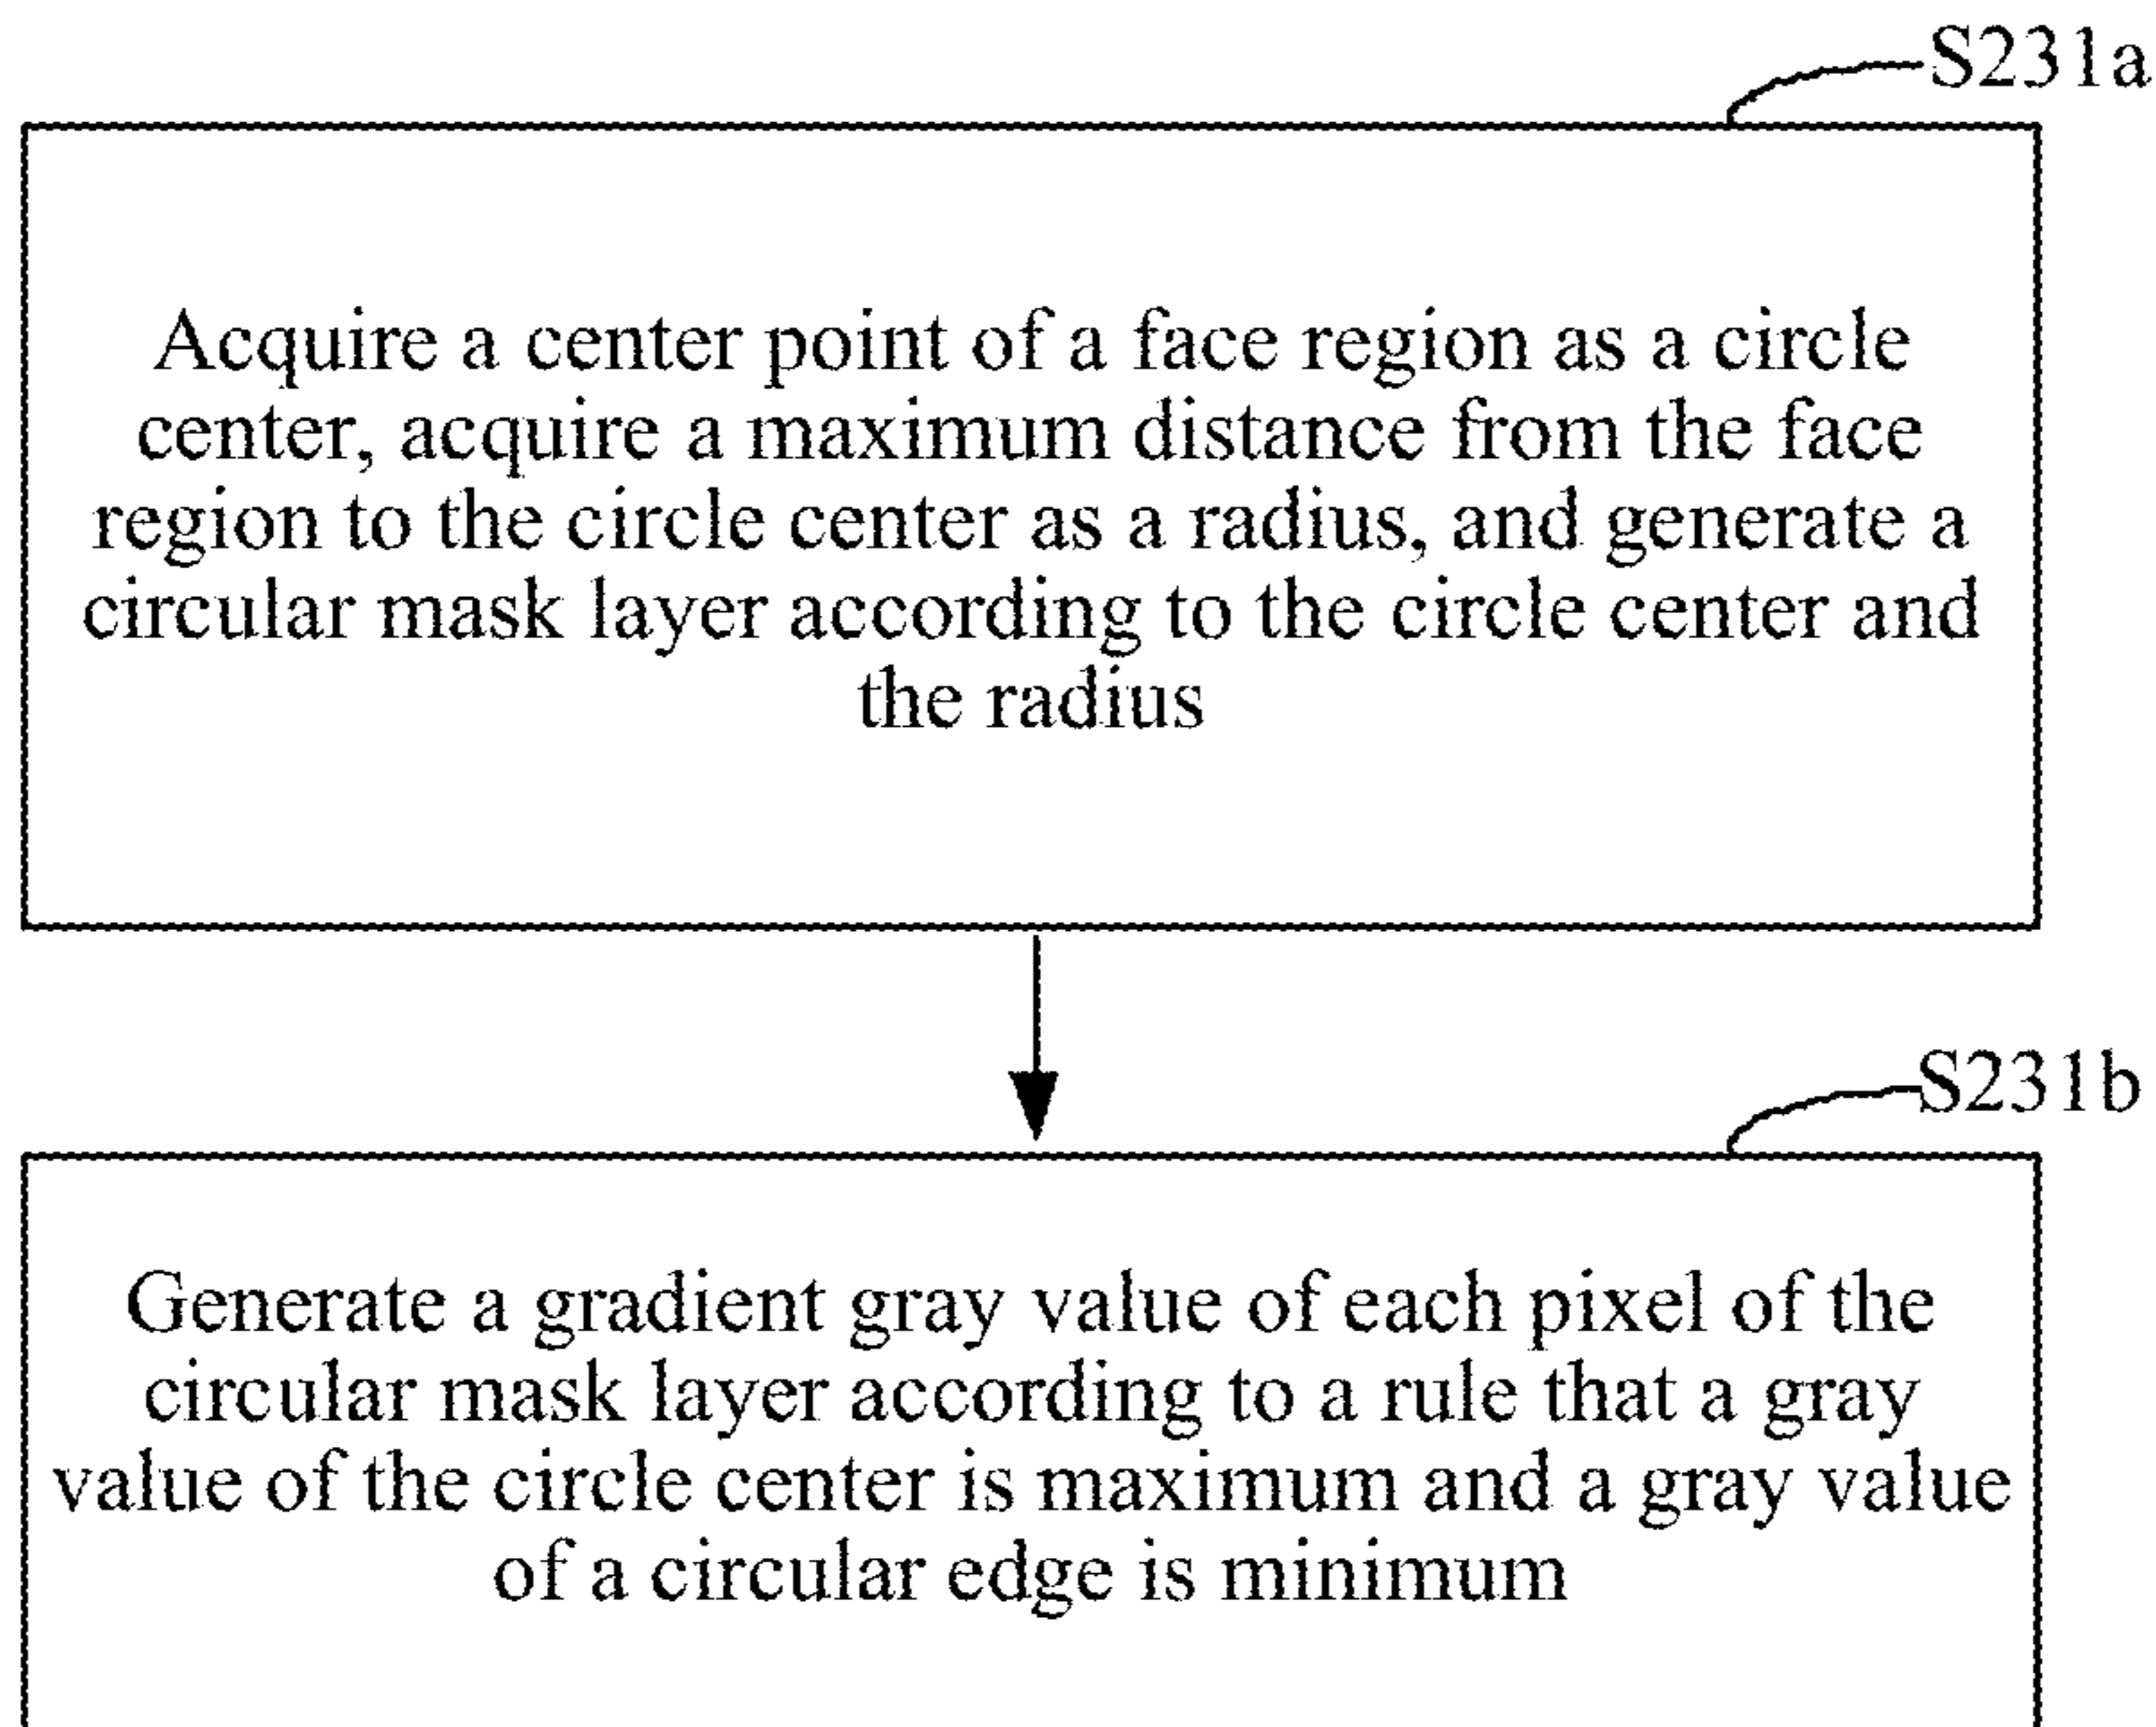 S231a
Acquire a center point of a face region as a circle
center, acquire a maximum distance from the face
region to the circle center as a radius, and generate a
circular mask layer according to the circle center and
the radius
S231b
Generate a gradient gray value of each pixel of the
circular mask layer according to a rule that a gray
value of the circle center is maximum and a gray value
of a circular edge is minimum